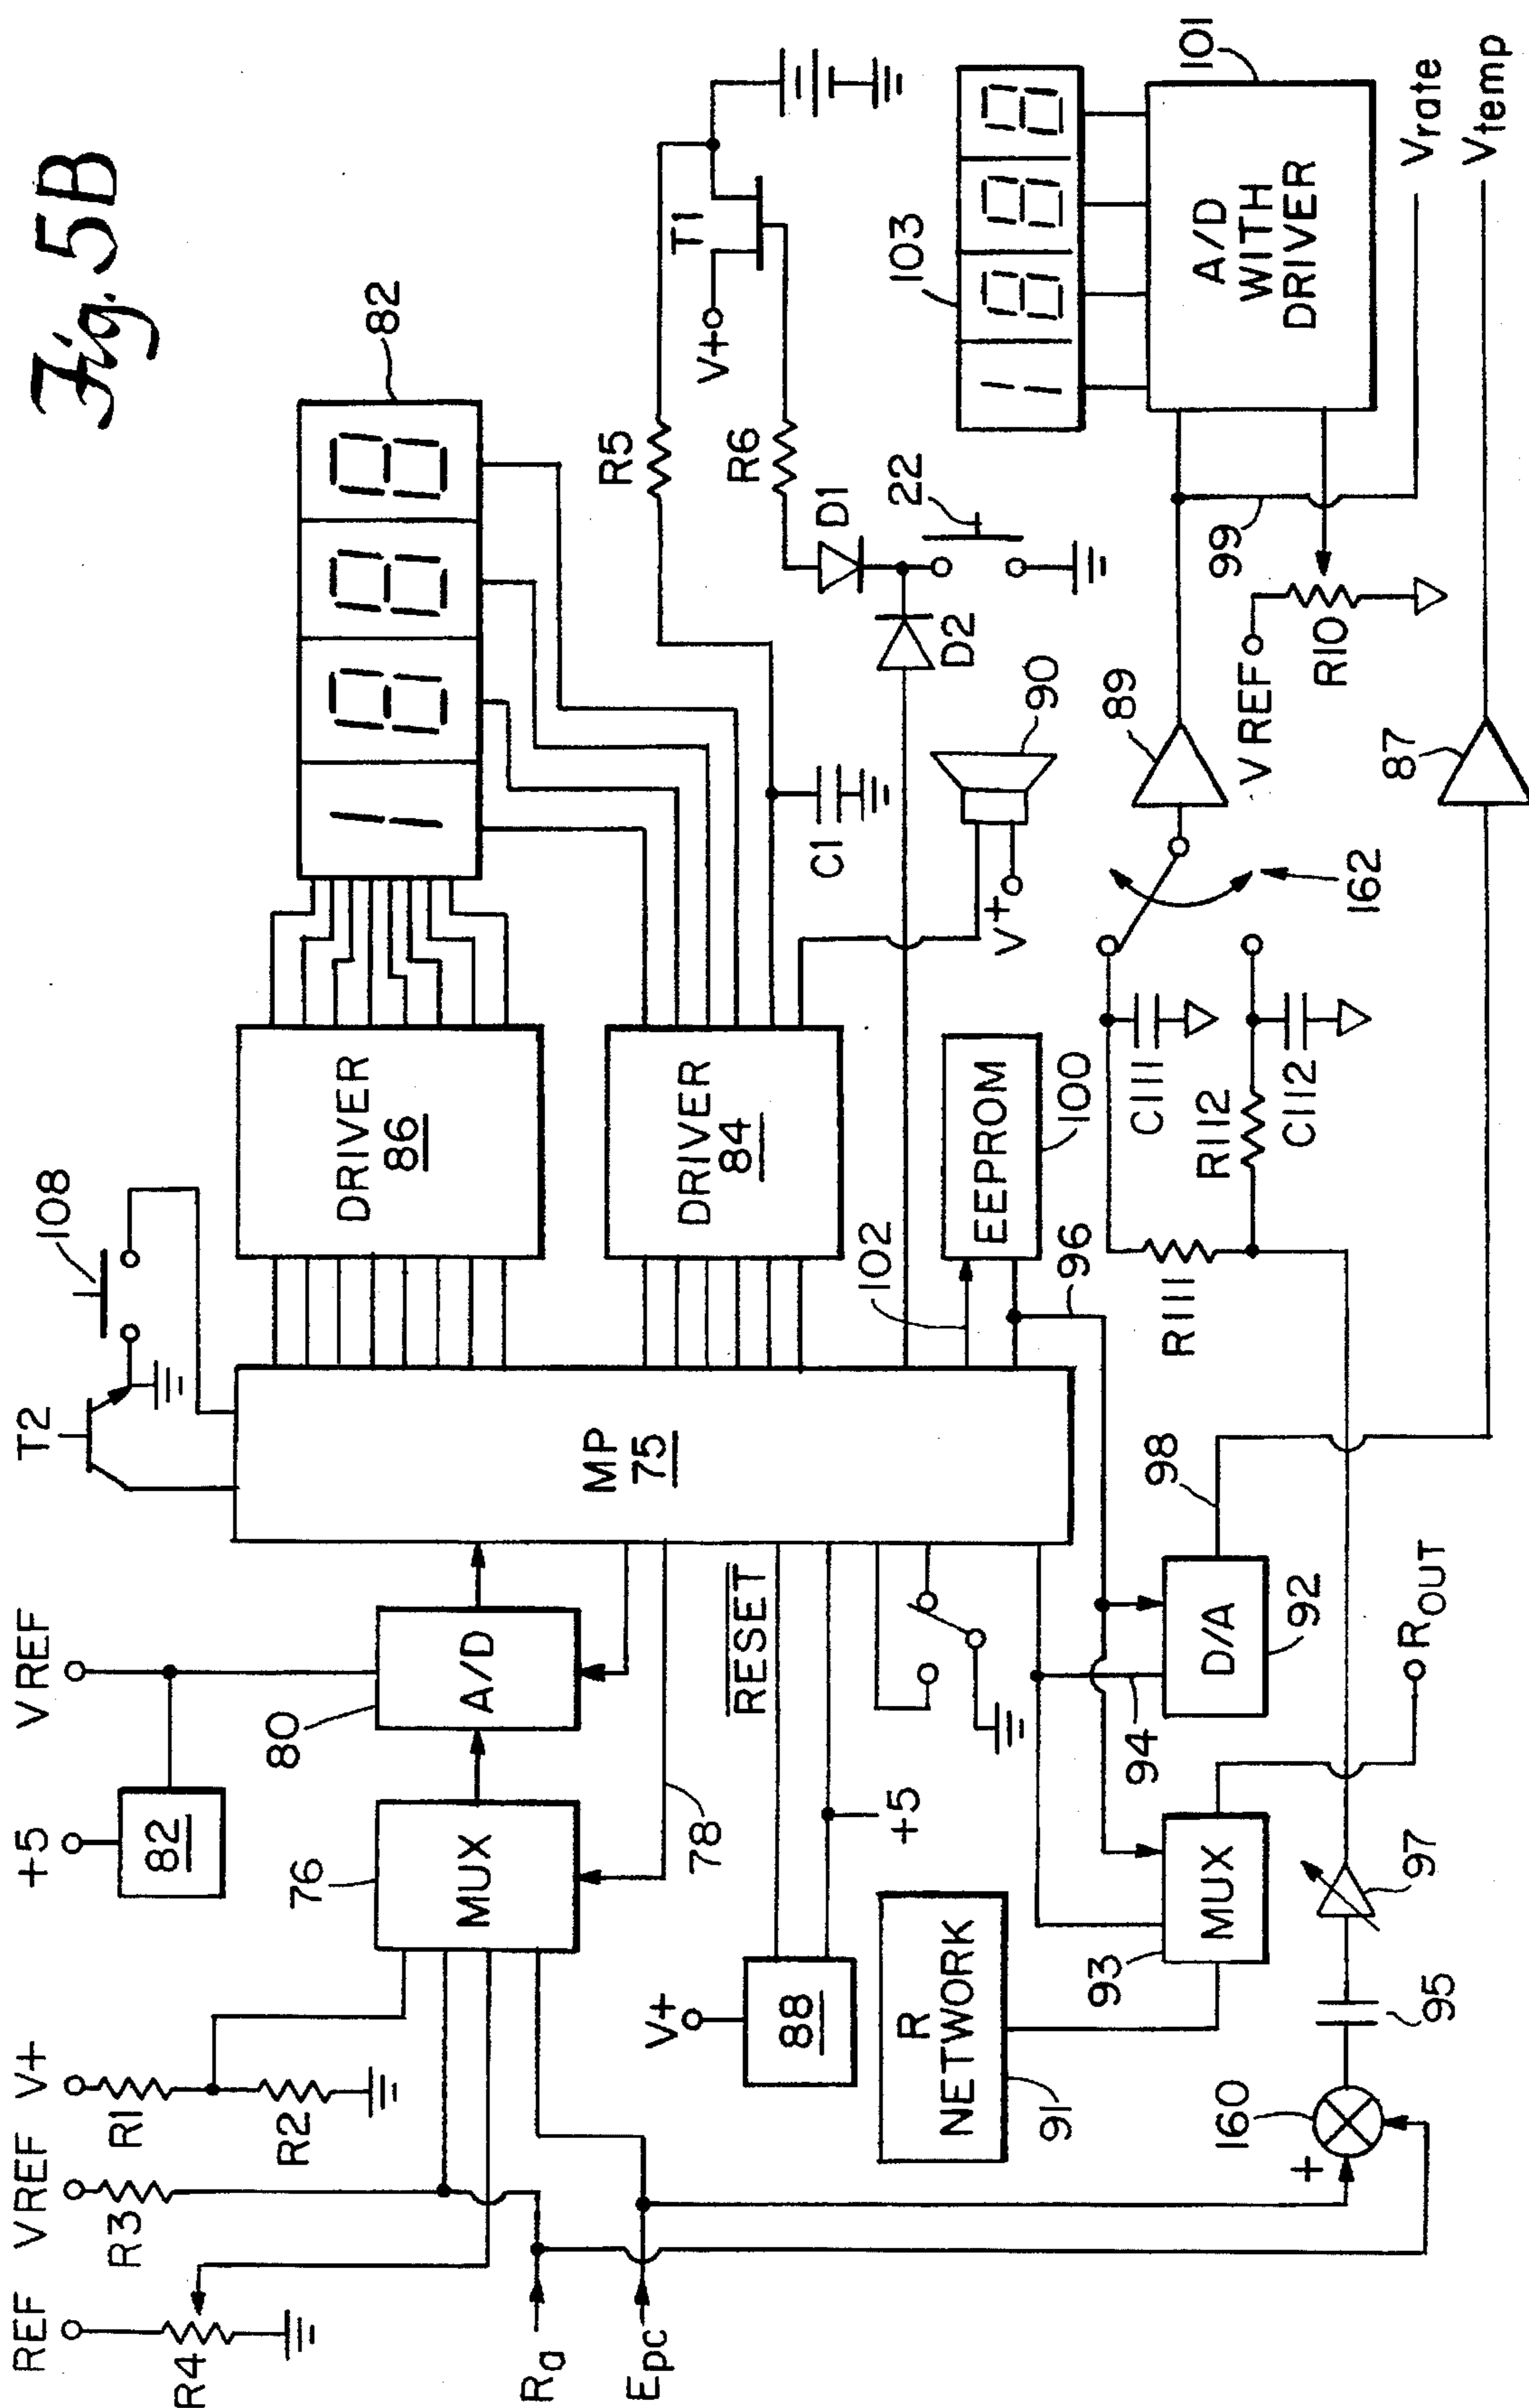 Fig. 5B
REF
VREF
V+
+5
VREF
T2
108
R4
R3
R1
R2
76
MUX
82
80
A/D
MP
75
DRIVER
86
82
Ra
Epc
78
RESET
DRIVER
84
R5
V+
T1
V+
88
+5
102
C1
R6
D1
D2
22
R
NETWORK
91
EEPROM
100
96
90
V+
103
160
+
93
MUX
94
D/A
92
98
R111
R112
C111
C112
162
89
99
VREF
R10
A/D
WITH
DRIVER
101
95
97
ROUT
87
Vrate
Vtemp